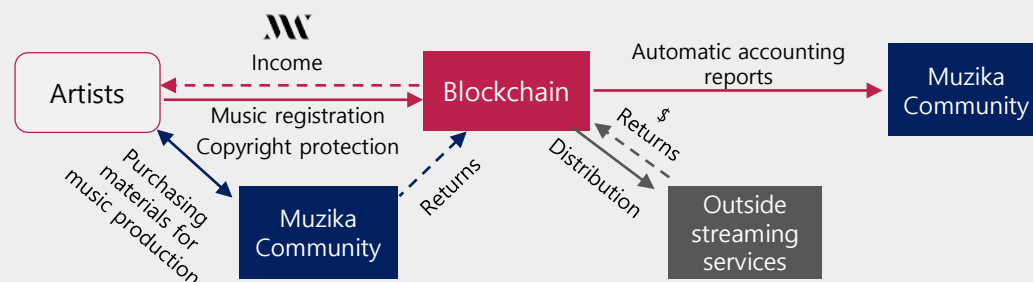 Income
Artists
Music registration
Copyright protection
Blockchain
Automatic accounting
reports
Muzika
Community
Purchasing
materials for
music production
Muzika
Community
Returns
Distribution
$
Returns
Outside
streaming
services